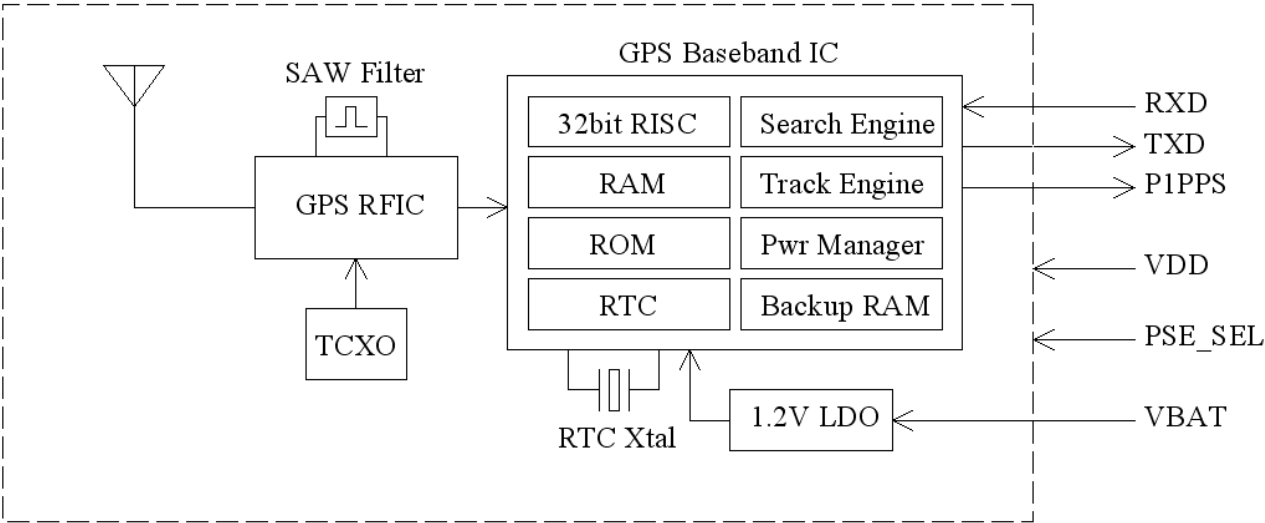 GPS Baseband IC
SAW Filter
32bit RISC
Search Engine
RXD
TXD
RAM
Track Engine
P1PPS
GPS RFIC
ROM
Pwr Manager
VDD
RTC
Backup RAM
TCXO
PSE_SEL
1.2V LDO
VBAT
RTC Xtal